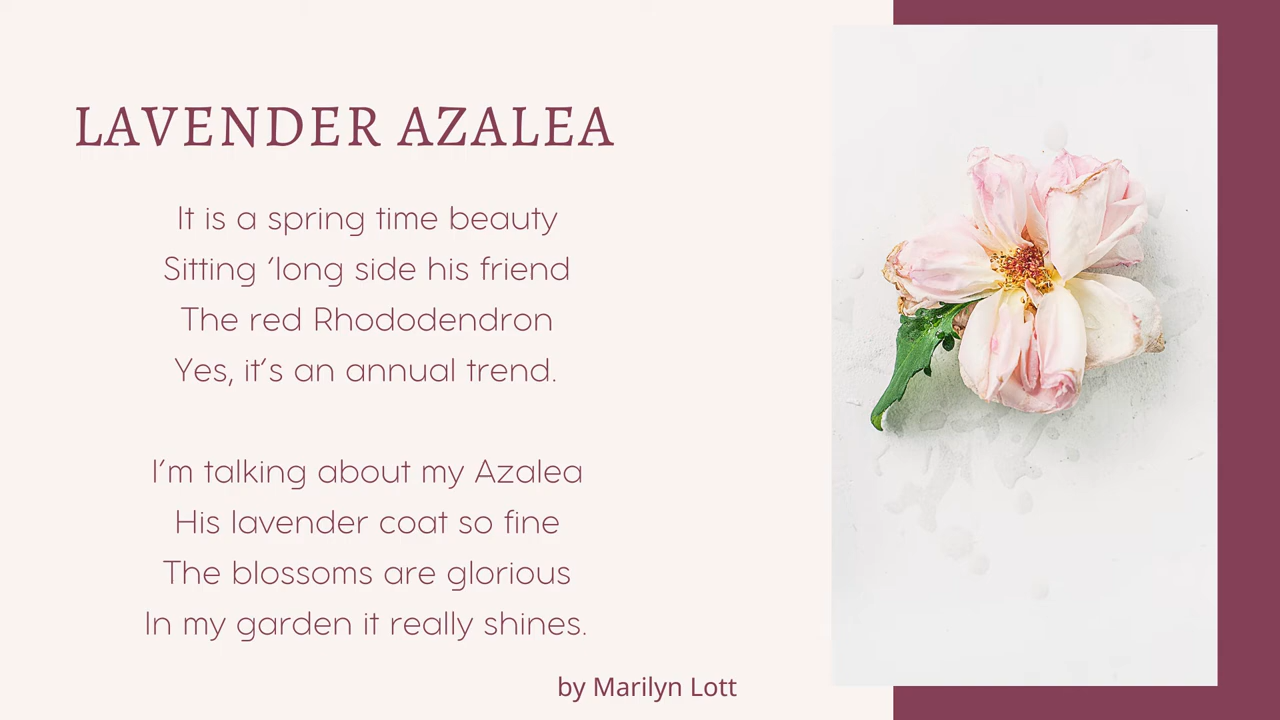 LAVENDER AZALEA
It is a spring time beauty
Sitting ‘long side his friend
The red Rhododendron
Yes, it’s an annual trend.
I’m talking about my Azalea
His lavender coat so fine
The blossoms are glorious
In my garden it really shines.
by Marilyn Lott